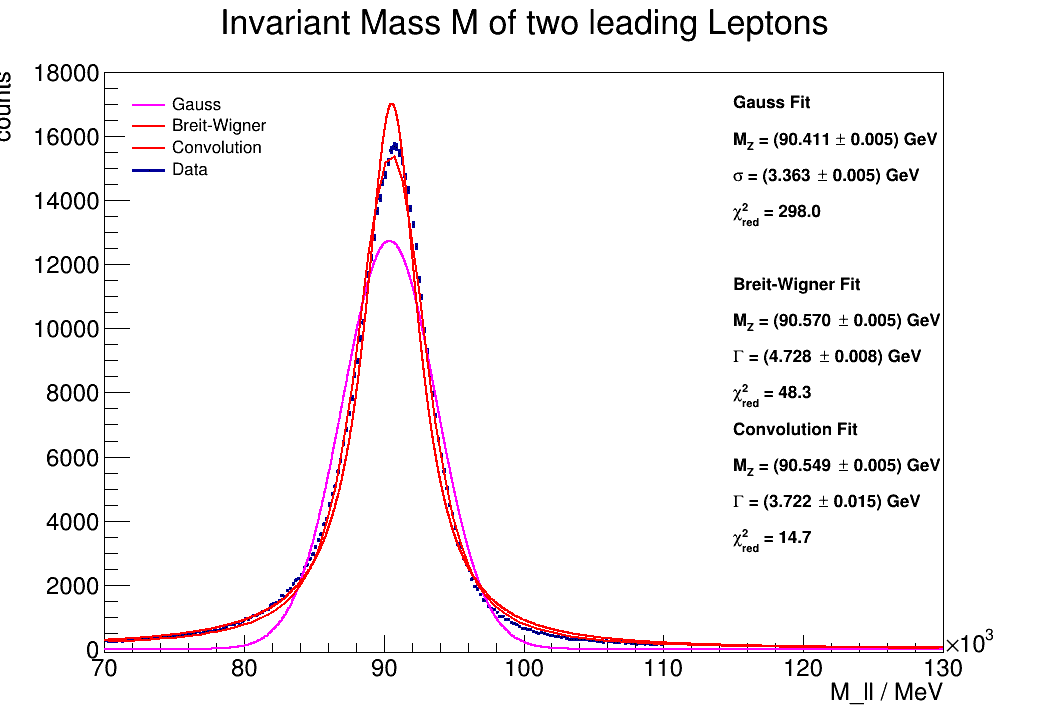 Invariant Mass M of two leading Leptons
counts
18000
16000
14000
12000
10000
8000
6000
4000
2000
0
Gauss
Breit-Wigner
Convolution
Data
Gauss Fit
M_Z = (90.411 ± 0.005) GeV
σ = (3.363 ± 0.005) GeV
χ²_red = 298.0
Breit-Wigner Fit
M_Z = (90.570 ± 0.005) GeV
Γ = (4.728 ± 0.008) GeV
χ²_red = 48.3
Convolution Fit
M_Z = (90.549 ± 0.005) GeV
Γ = (3.722 ± 0.015) GeV
χ²_red = 14.7
70 80 90 100 110 120 130 ×10³
M_ll / MeV